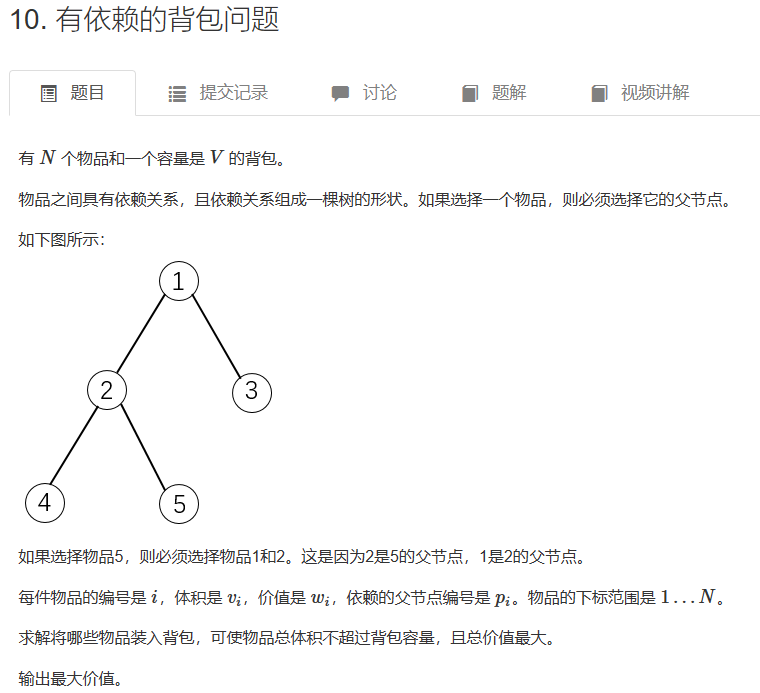 10. 有依赖的背包问题
题目 提交记录 讨论 题解 视频讲解
有 N 个物品和一个容量是 V 的背包。
物品之间具有依赖关系，且依赖关系组成一棵树的形状。如果选择一个物品，则必须选择它的父节点。
如下图所示：
1
2 3
4 5
如果选择物品5，则必须选择物品1和2。这是因为2是5的父节点，1是2的父节点。
每件物品的编号是 i，体积是 vᵢ，价值是 wᵢ，依赖的父节点编号是 pᵢ。物品的下标范围是 1…N。
求解将哪些物品装入背包，可使物品总体积不超过背包容量，且总价值最大。
输出最大价值。